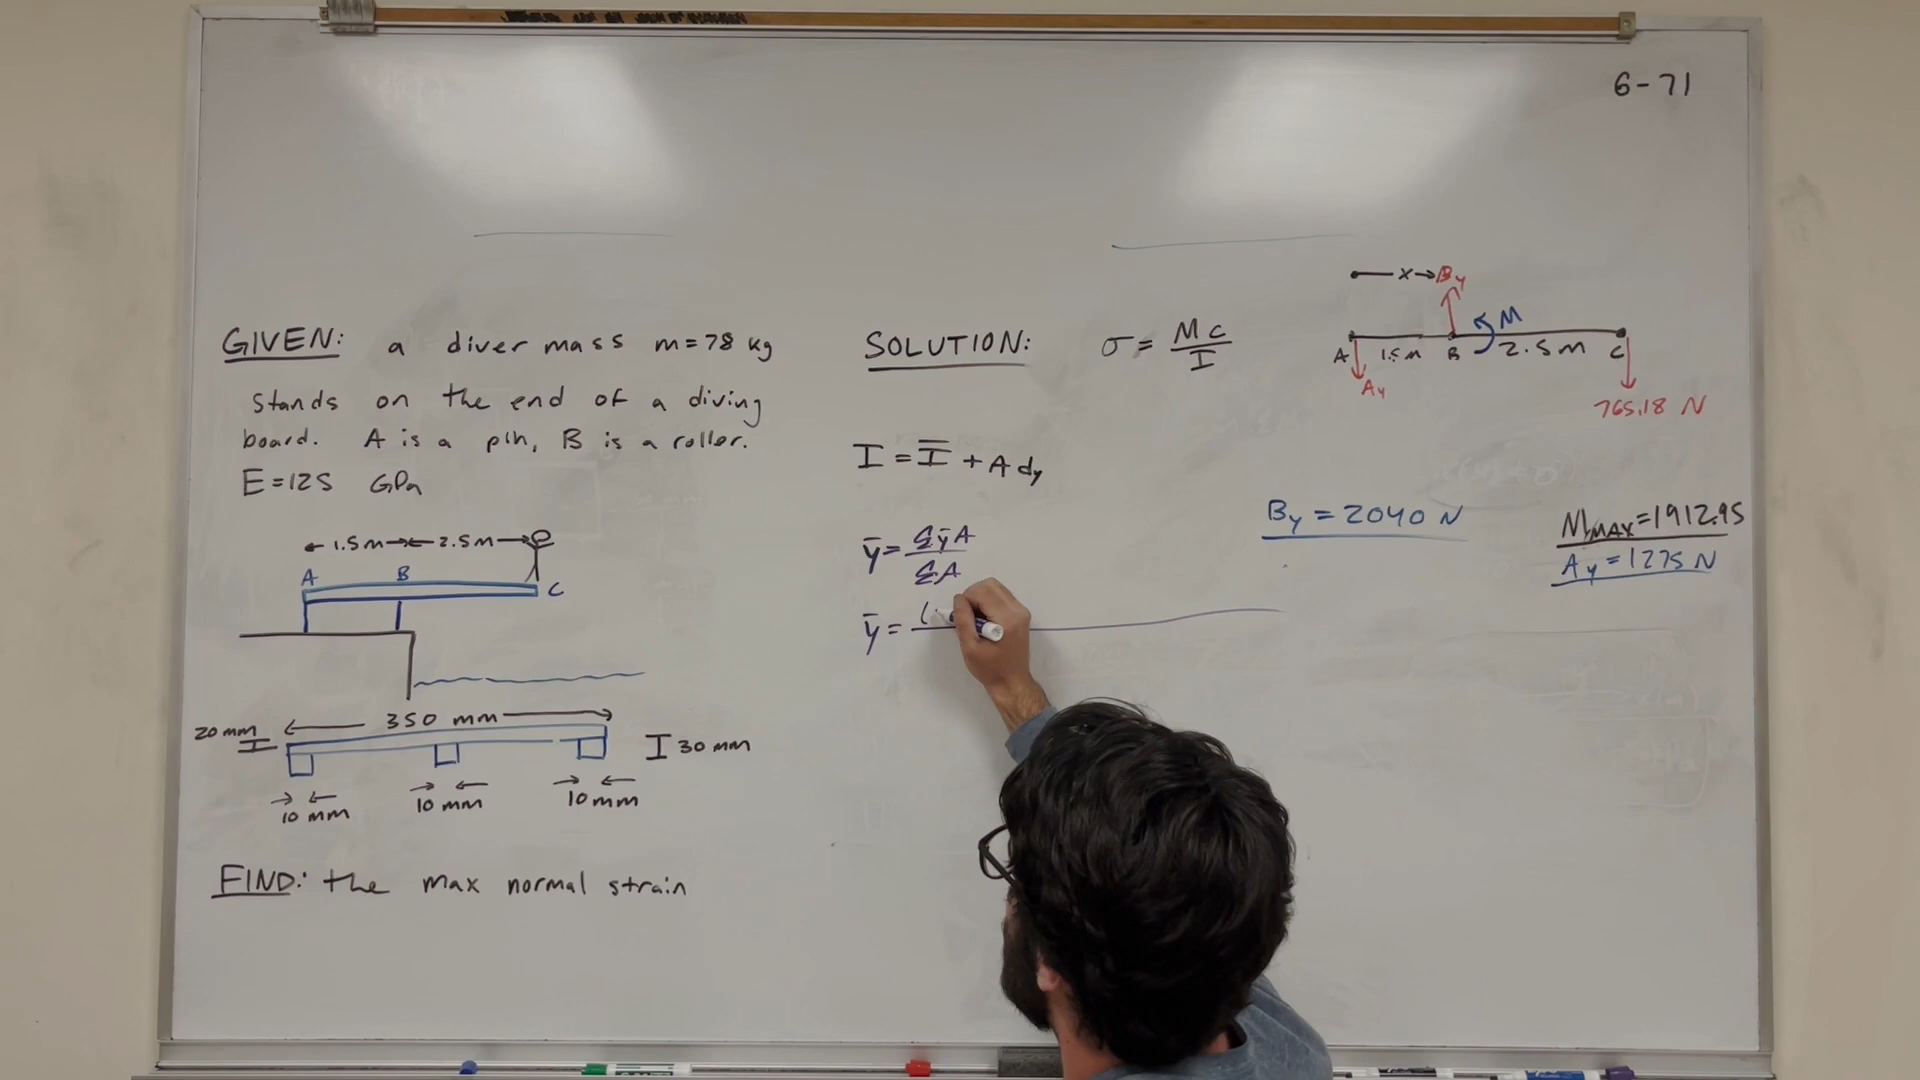 6-71
GIVEN: a diver mass m=78 kg
stands on the end of a diving
board. A is a pin, B is a roller.
E=125 GPa
1.5m 2.5m
A B C
20 mm 350 mm 30 mm
10 mm 10 mm 10 mm
FIND: the max normal strain
SOLUTION: σ = Mc/I
I = I̿ + A dy
ȳ = ΣȳA/ΣA
ȳ = (
x By
M
A 1.5m B 2.5m C
Ay
765.18 N
By = 2040 N
MMAX=1912.95
Ay = 1275 N